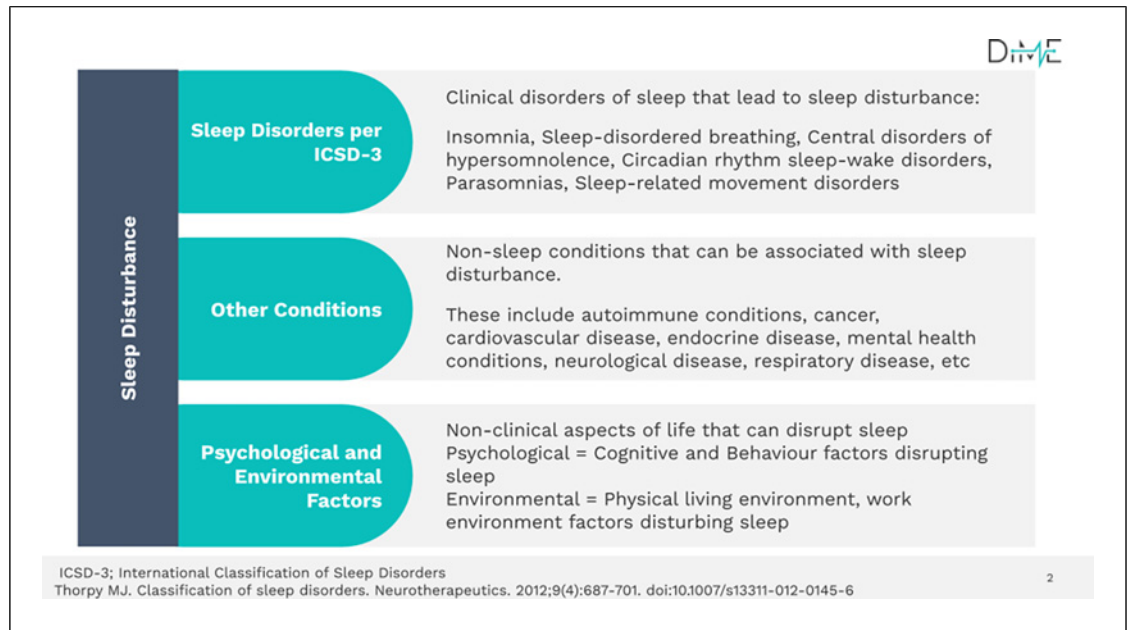 DiME
Sleep Disturbance
Sleep Disorders per
ICSD-3
Clinical disorders of sleep that lead to sleep disturbance:
Insomnia, Sleep-disordered breathing, Central disorders of
hypersomnolence, Circadian rhythm sleep-wake disorders,
Parasomnias, Sleep-related movement disorders
Other Conditions
Non-sleep conditions that can be associated with sleep
disturbance.
These include autoimmune conditions, cancer,
cardiovascular disease, endocrine disease, mental health
conditions, neurological disease, respiratory disease, etc
Psychological and
Environmental
Factors
Non-clinical aspects of life that can disrupt sleep
Psychological = Cognitive and Behaviour factors disrupting
sleep
Environmental = Physical living environment, work
environment factors disturbing sleep
ICSD-3; International Classification of Sleep Disorders
Thorpy MJ. Classification of sleep disorders. Neurotherapeutics. 2012;9(4):687-701. doi:10.1007/s13311-012-0145-6
2